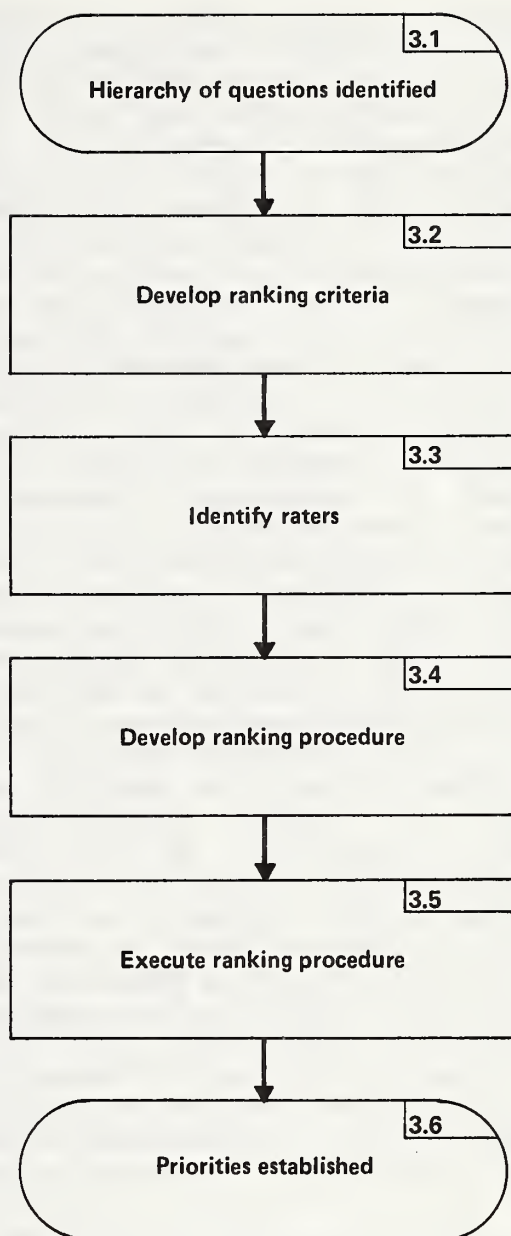 3.1
Hierarchy of questions identified
3.2
Develop ranking criteria
3.3
Identify raters
3.4
Develop ranking procedure
3.5
Execute ranking procedure
3.6
Priorities established